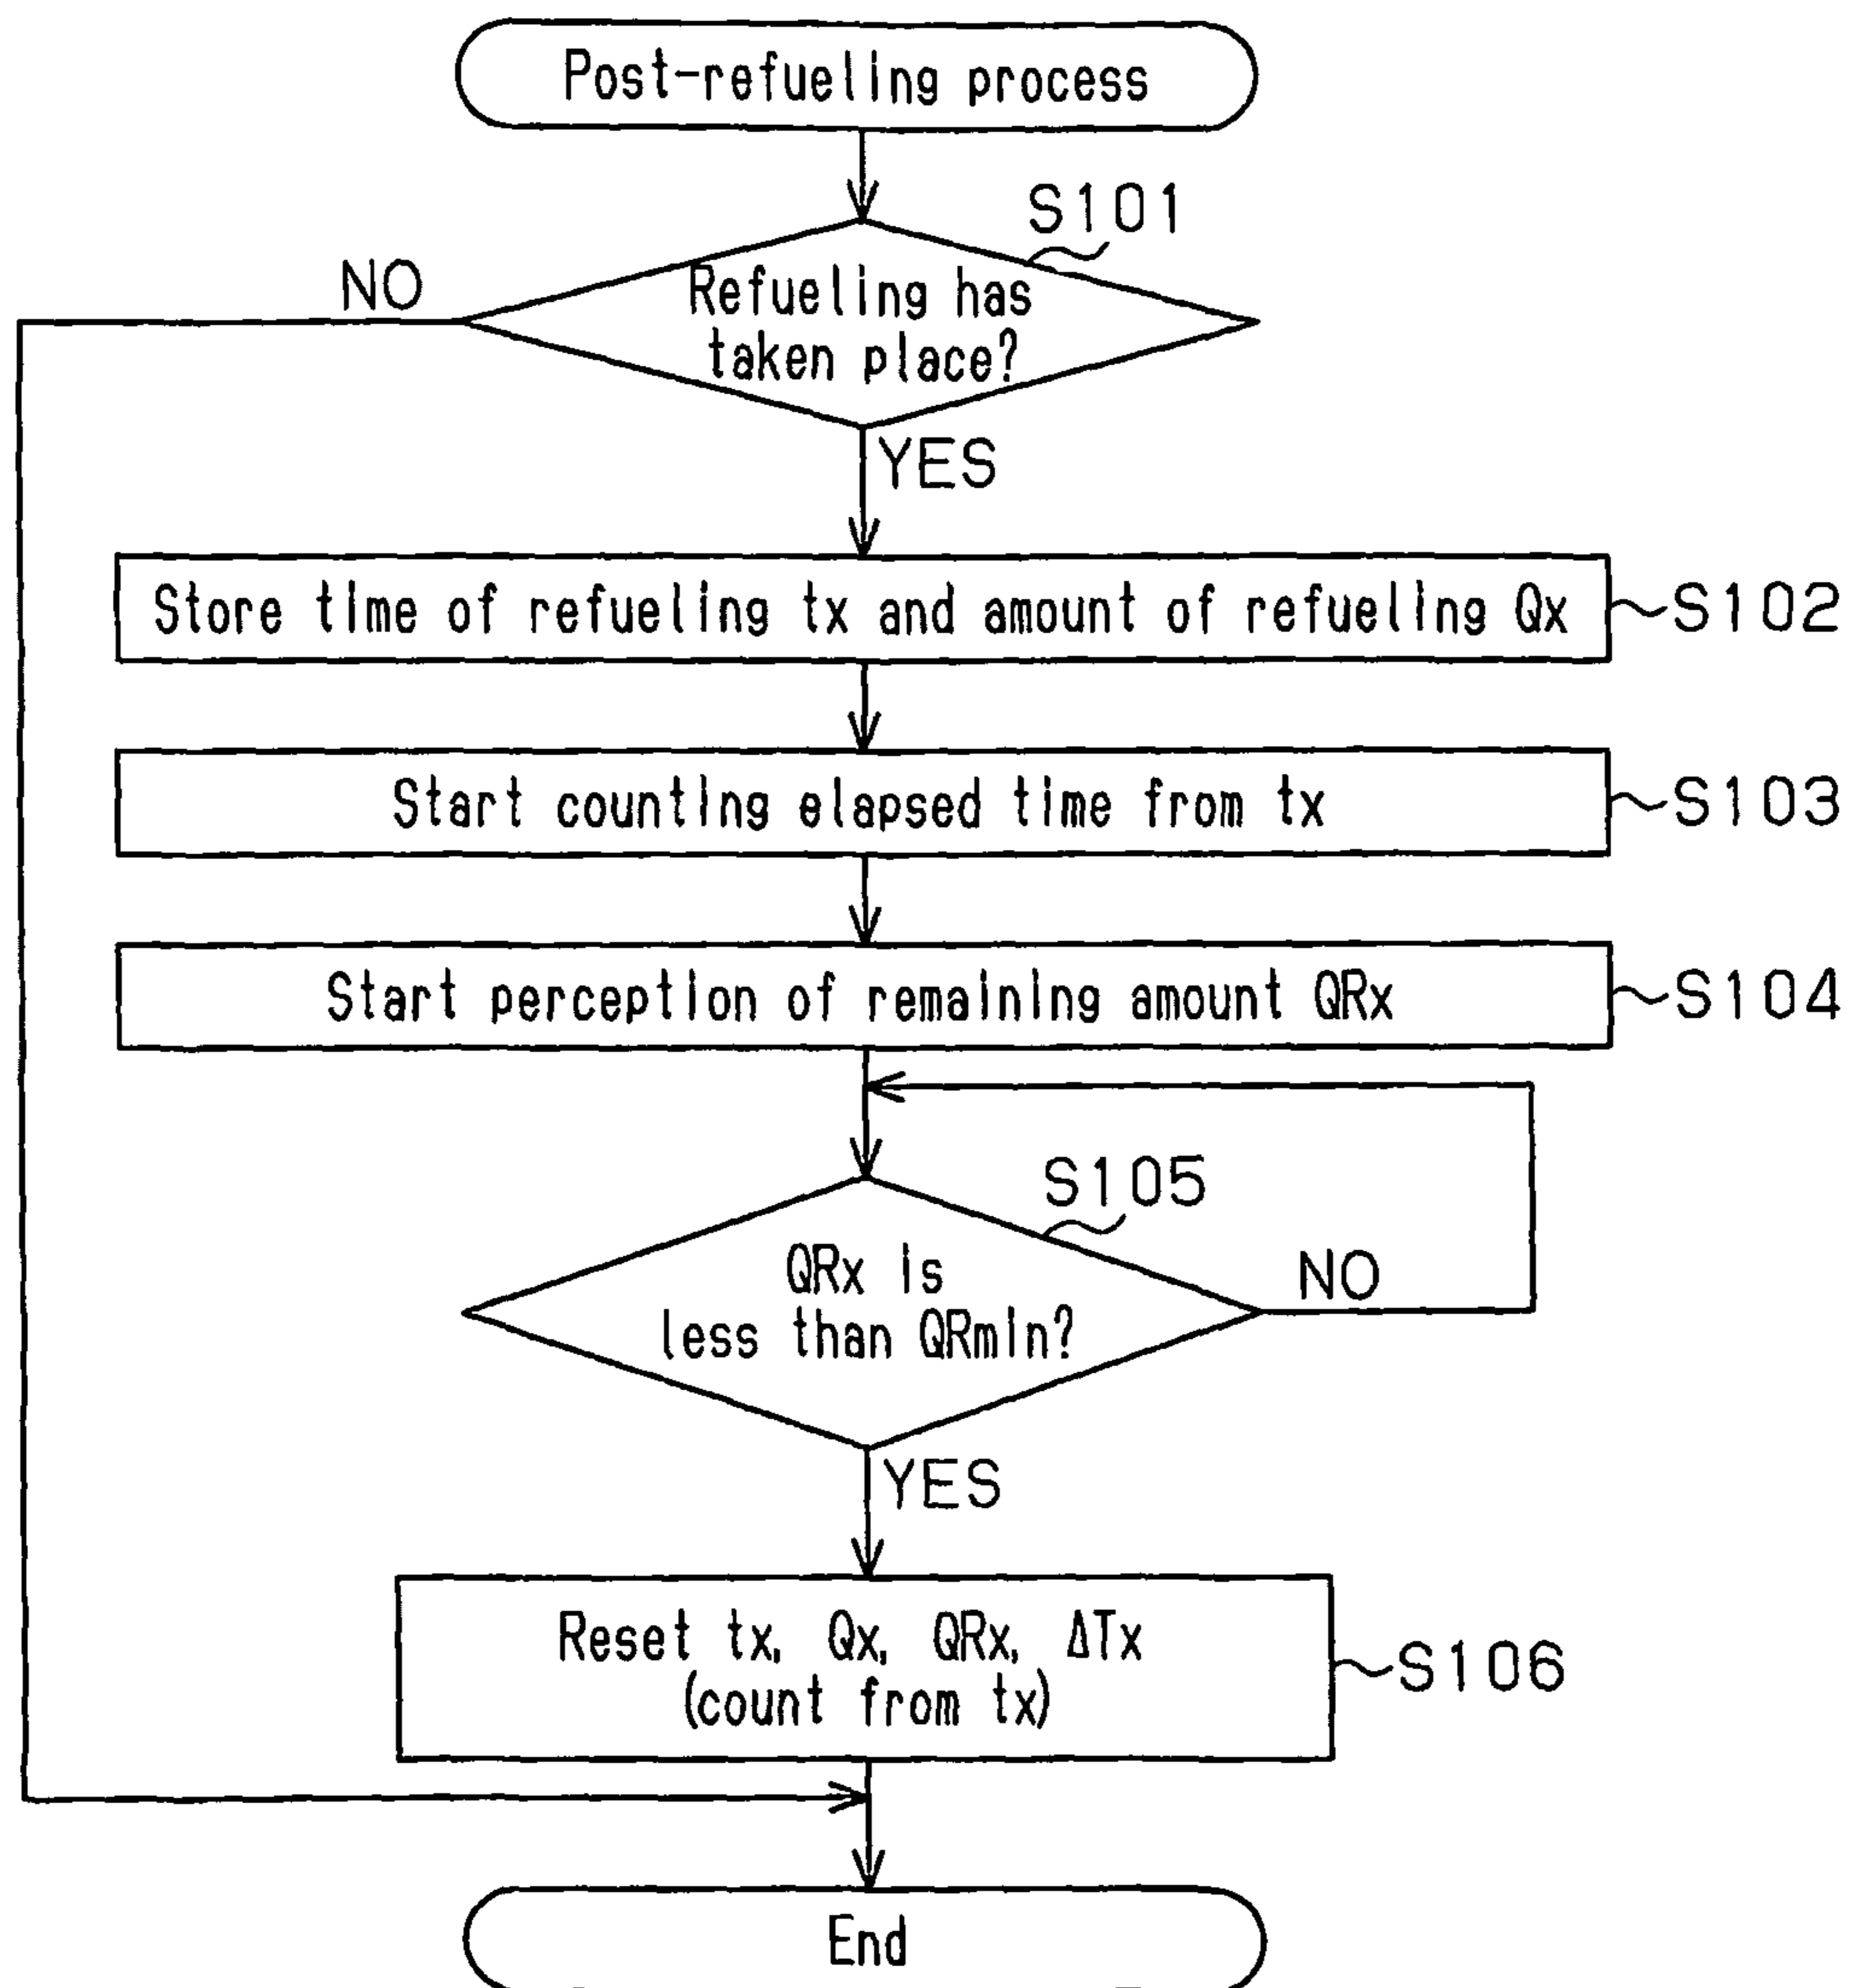 Post-refueling process
S101
NO
Refueling has
taken place?
YES
Store time of refueling tx and amount of refueling Qx
S102
Start counting elapsed time from tx
S103
Start perception of remaining amount QRx
S104
S105
QRx is
less than QRmin?
NO
YES
Reset tx, Qx, QRx, ΔTx
(count from tx)
S106
End